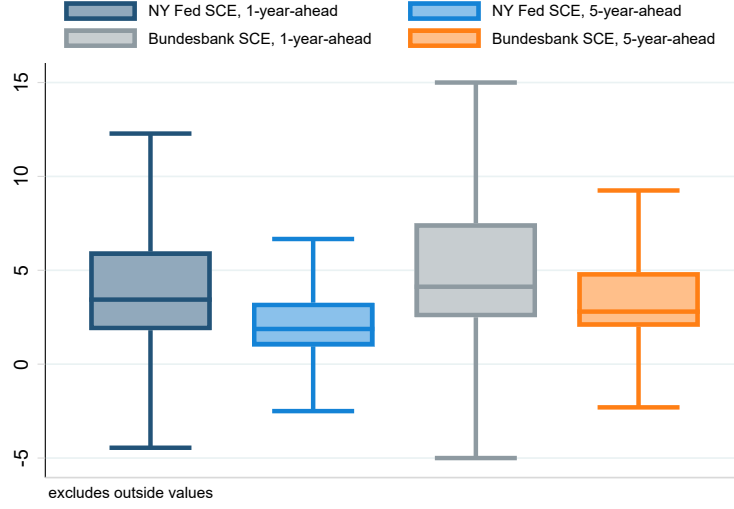 NY Fed SCE, 1-year-ahead
NY Fed SCE, 5-year-ahead
Bundesbank SCE, 1-year-ahead
Bundesbank SCE, 5-year-ahead
15
10
5
0
-5
excludes outside values